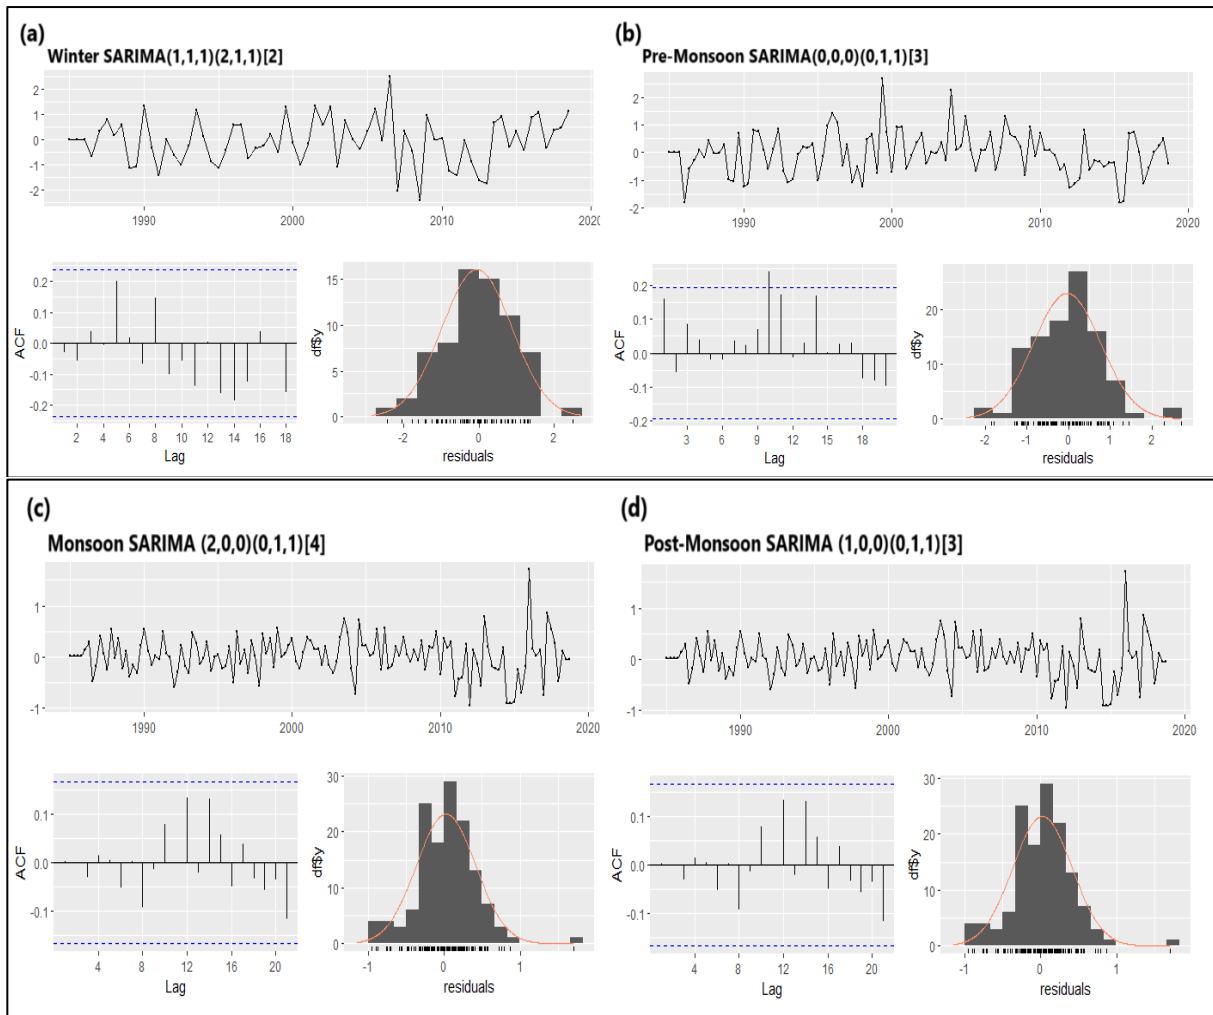 (a)
Winter SARIMA(1,1,1)(2,1,1)[2]
2
1
0
-1
-2
1990
2000
2010
2020
0.2
0.1
0.0
-0.1
-0.2
ACF
2 4 6 8 10 12 14 16 18
Lag
15
10
5
0
df$y
-2 0 2
residuals
(b)
Pre-Monsoon SARIMA(0,0,0)(0,1,1)[3]
2
1
0
-1
-2
1990
2000
2010
2020
0.2
0.1
0.0
-0.1
-0.2
ACF
3 6 9 12 14 18
Lag
20
10
0
df$y
-2 -1 0 1 2
residuals
(c)
Monsoon SARIMA (2,0,0)(0,1,1)[4]
1
0
-1
1990
2000
2010
2020
0.1
0.0
-0.1
ACF
4 8 12 16 20
Lag
30
20
10
0
df$y
-1 0 1
residuals
(d)
Post-Monsoon SARIMA (1,0,0)(0,1,1)[3]
1
0
-1
1990
2000
2010
2020
0.1
0.0
-0.1
ACF
4 8 12 16 20
Lag
30
20
10
0
df$y
-1 0 1
residuals